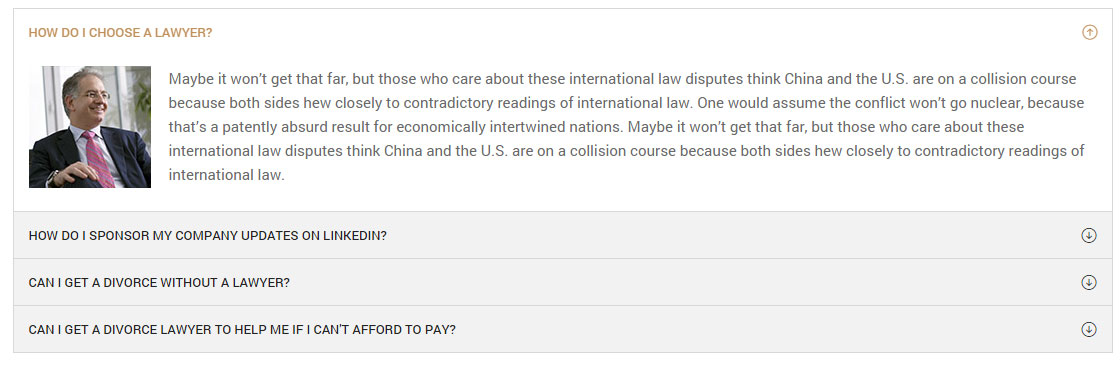 HOW DO I CHOOSE A LAWYER?
Maybe it won't get that far, but those who care about these international law disputes think China and the U.S. are on a collision course
because both sides hew closely to contradictory readings of international law. One would assume the conflict won't go nuclear, because
that's a patently absurd result for economically intertwined nations. Maybe it won't get that far, but those who care about these
international law disputes think China and the U.S. are on a collision course because both sides hew closely to contradictory readings of
international law.
HOW DO I SPONSOR MY COMPANY UPDATES ON LINKEDIN?
CAN I GET A DIVORCE WITHOUT A LAWYER?
CAN I GET A DIVORCE LAWYER TO HELP ME IF I CAN'T AFFORD TO PAY?